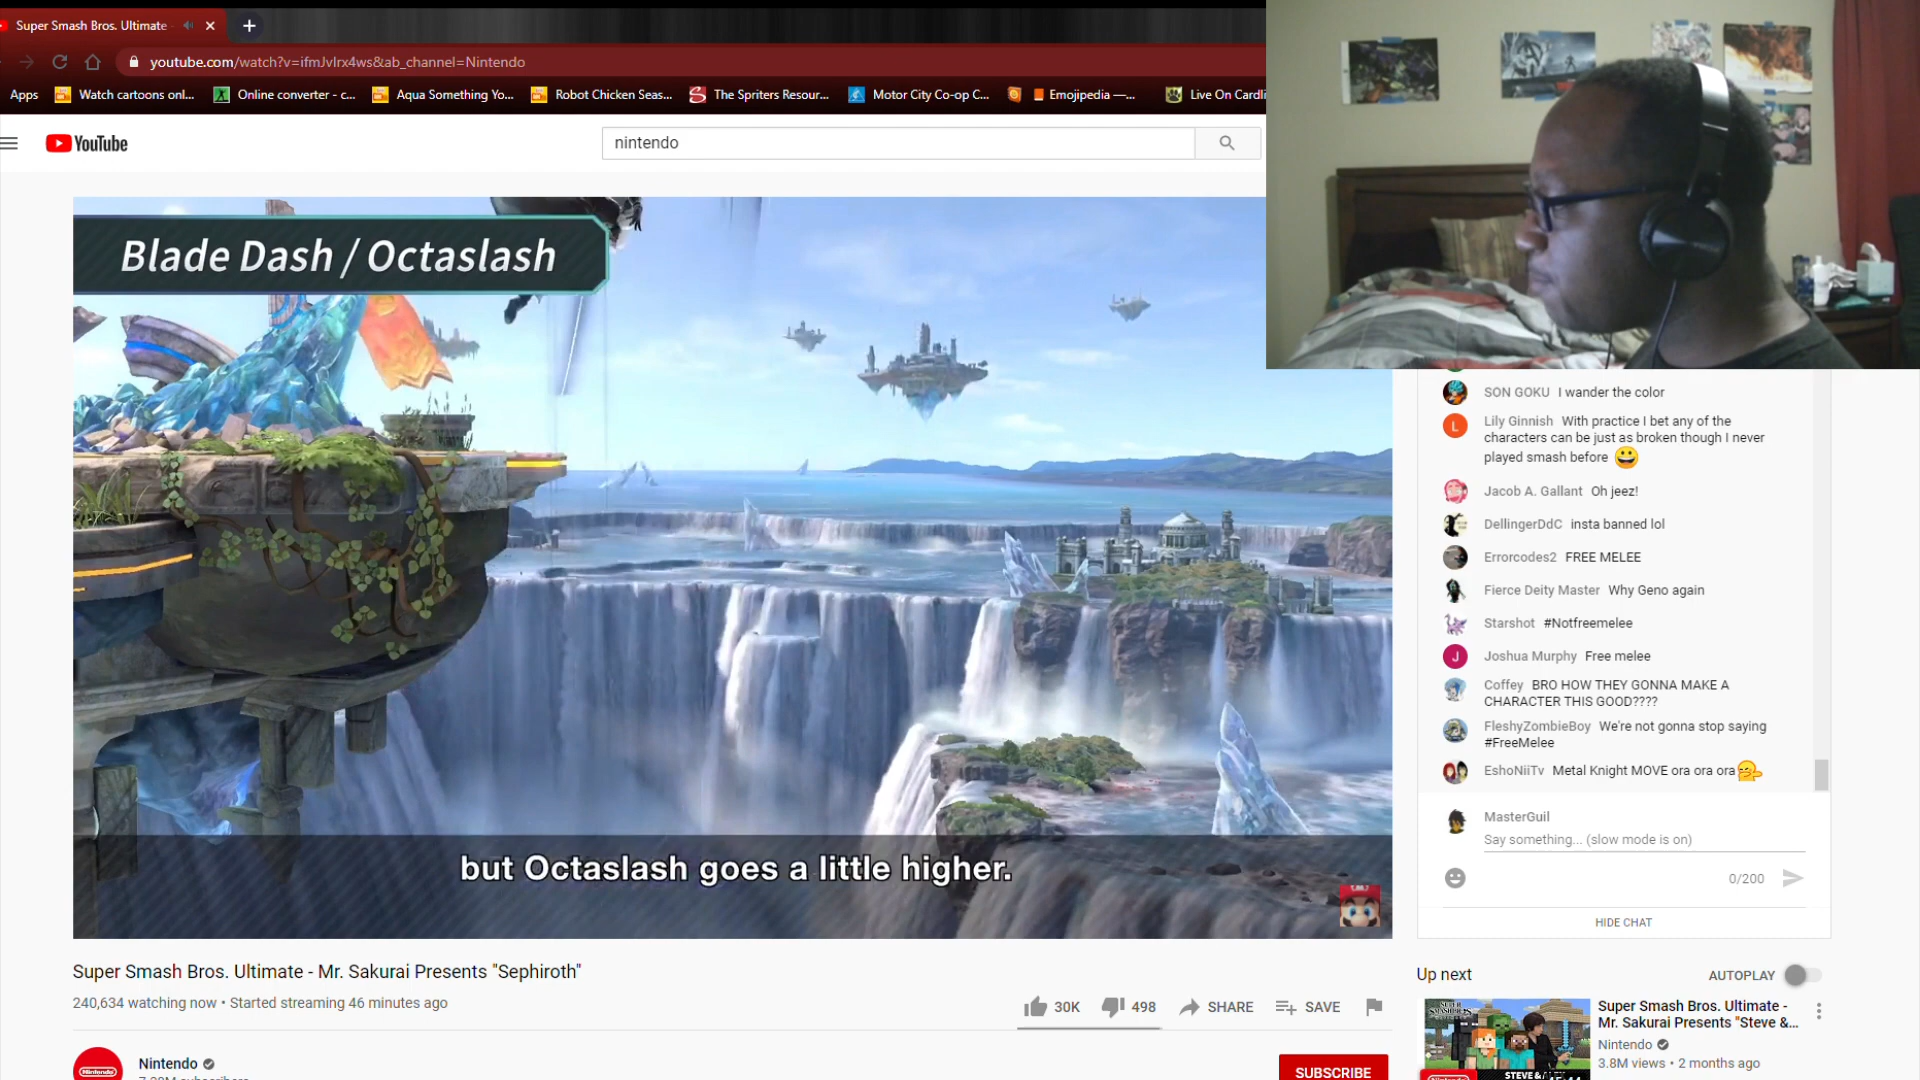 Super Smash Bros. Ultimate
youtube.com/watch?v=ifmJvlrx4ws&ab_channel=Nintendo
Apps
Watch cartoons onl...
Online converter - c...
Aqua Something Yo...
Robot Chicken Seas...
The Spriters Resour...
Motor City Co-op C...
Emojipedia —...
Live On Cardli
YouTube
nintendo
Blade Dash / Octaslash
but Octaslash goes a little higher.
SON GOKU I wander the color
Lily Ginnish With practice I bet any of the
characters can be just as broken though I never
played smash before
Jacob A. Gallant Oh jeez!
DellingerDdC insta banned lol
Errorcodes2 FREE MELEE
Fierce Deity Master Why Geno again
Starshot #Notfreemelee
Joshua Murphy Free melee
Coffey BRO HOW THEY GONNA MAKE A
CHARACTER THIS GOOD????
FleshyZombieBoy We're not gonna stop saying
#FreeMelee
EshoNiiTv Metal Knight MOVE ora ora ora
MasterGuil
Say something... (slow mode is on)
0/200
HIDE CHAT
Super Smash Bros. Ultimate - Mr. Sakurai Presents "Sephiroth"
240,634 watching now • Started streaming 46 minutes ago
30K
498
SHARE
SAVE
Nintendo
SUBSCRIBE
Up next
AUTOPLAY
Super Smash Bros. Ultimate -
Mr. Sakurai Presents "Steve &...
Nintendo
3.8M views • 2 months ago